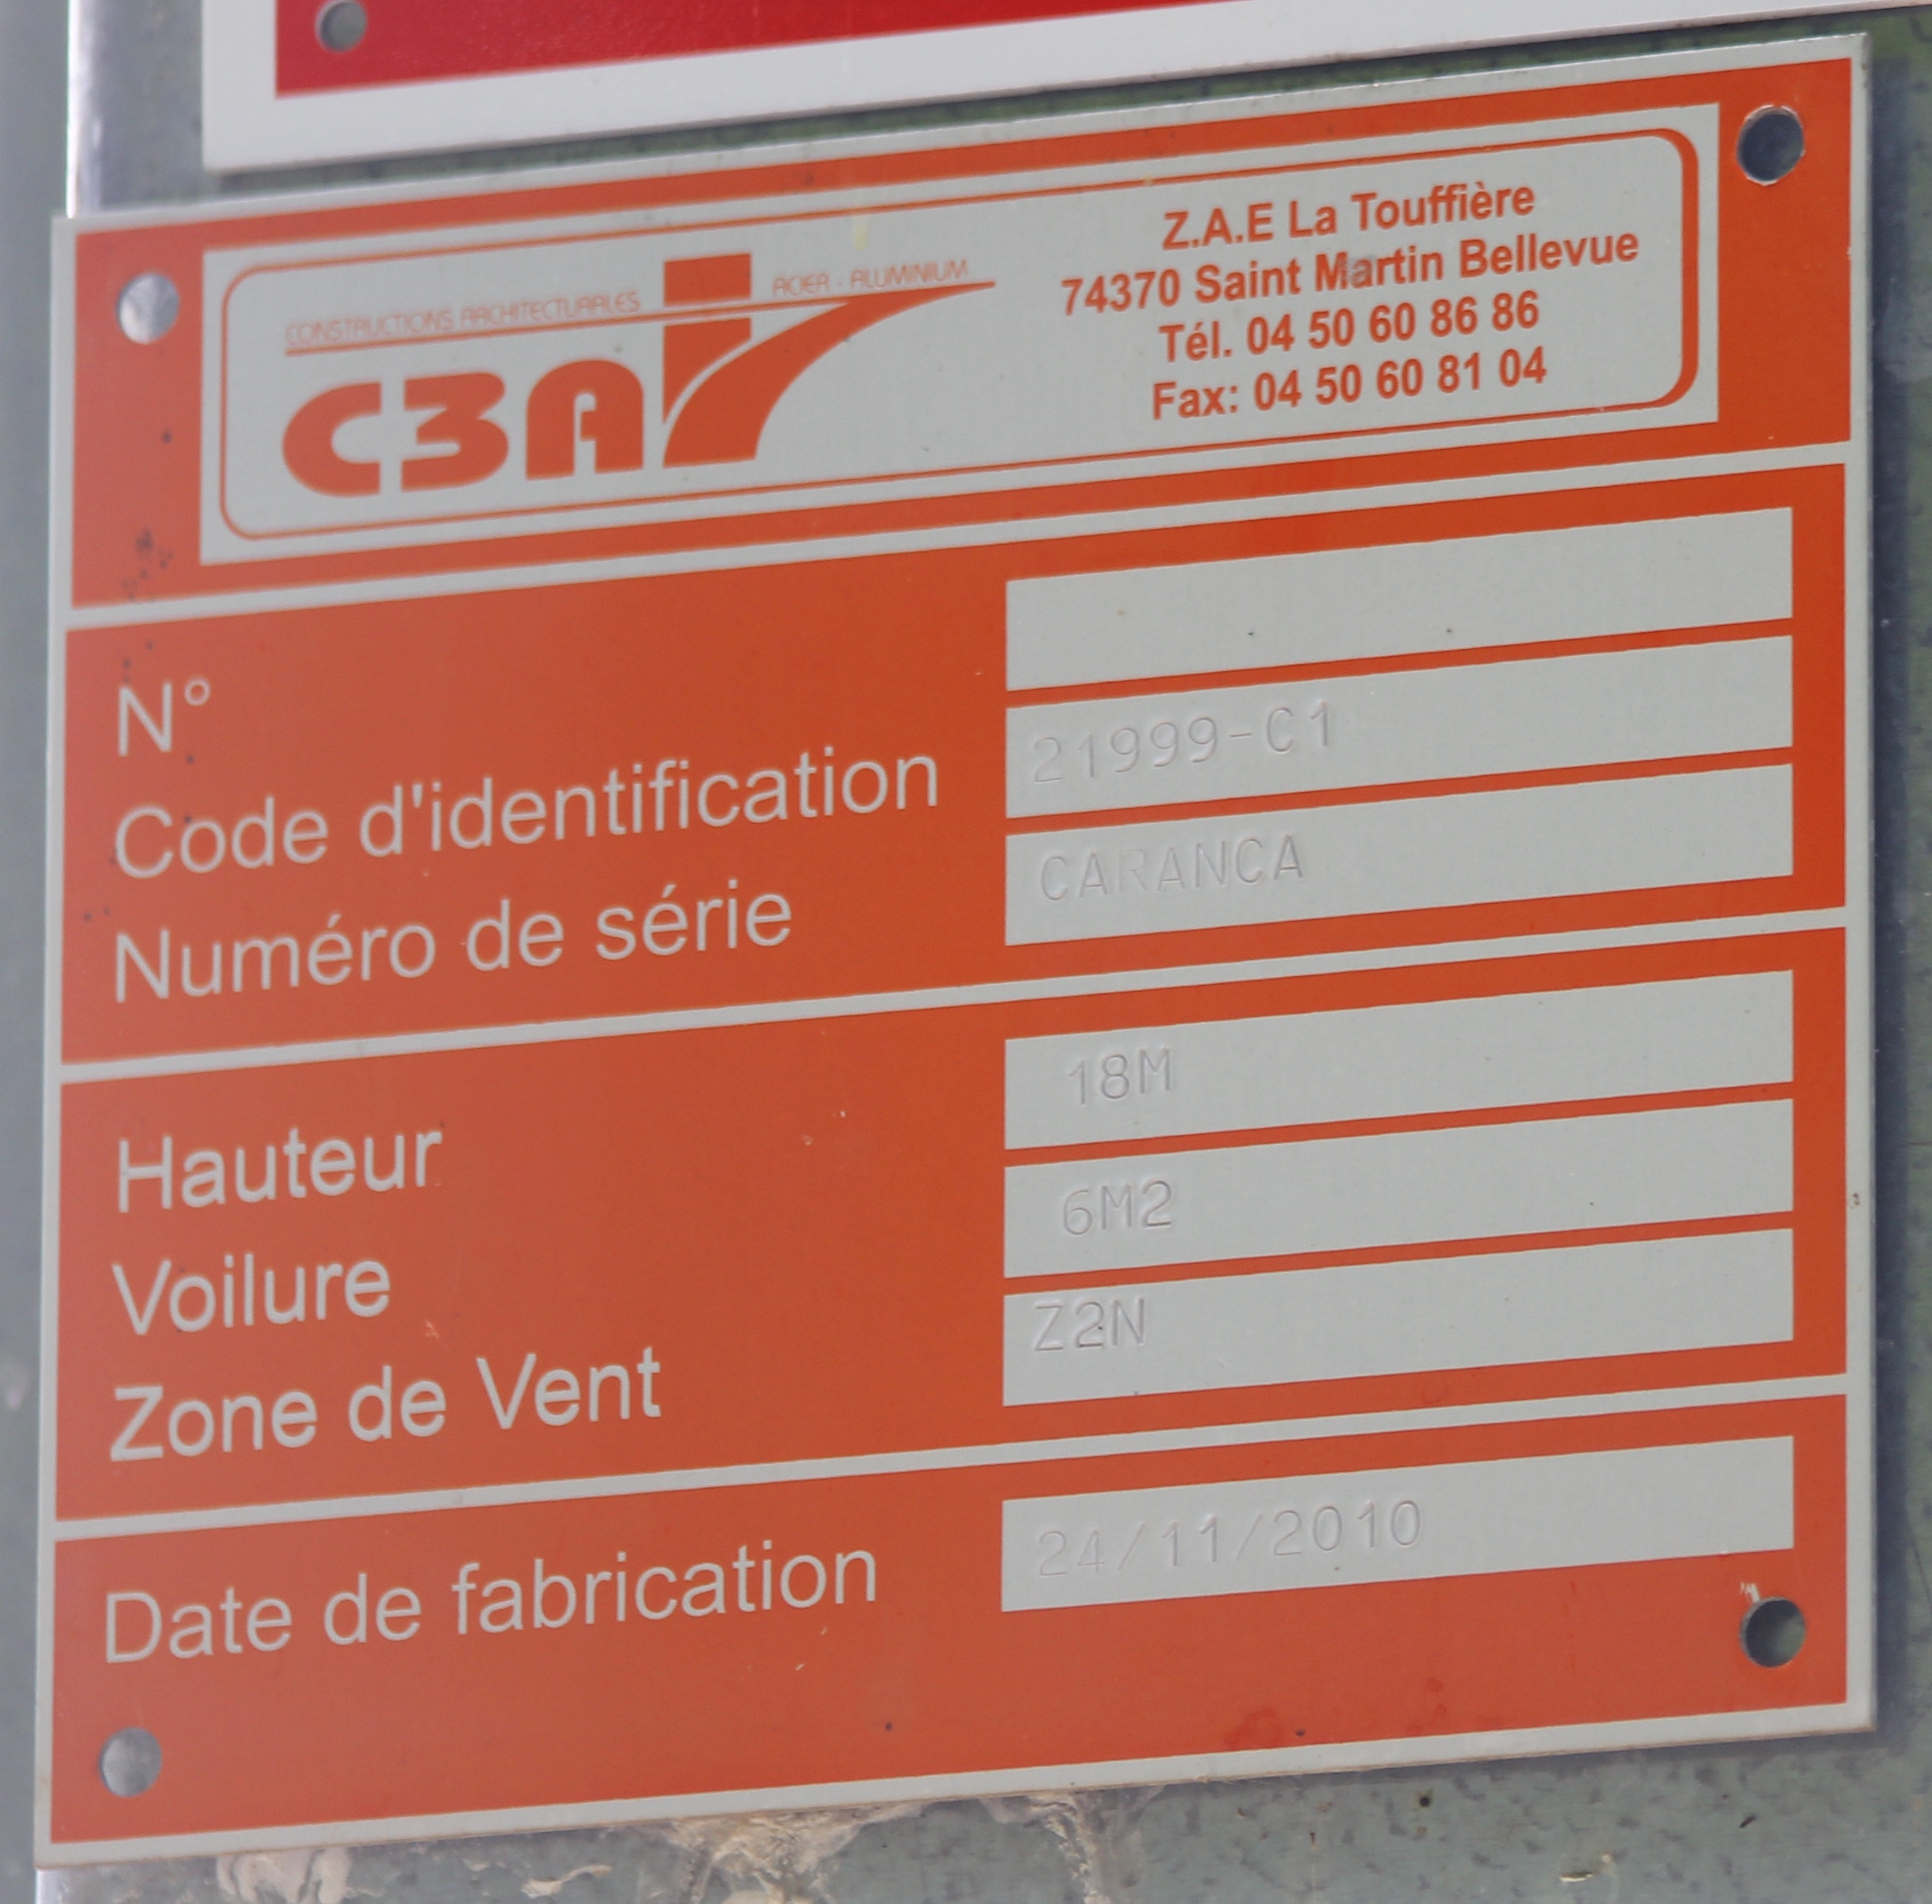 CONSTRUCTIONS ARCHITECTURALES ACIER - ALUMINIUM
C3A
Z.A.E La Touffière
74370 Saint Martin Bellevue
Tél. 04 50 60 86 86
Fax: 04 50 60 81 04
N°
Code d'identification 21999-C1
Numéro de série CARANCA
Hauteur 18M
Voilure 6M2
Zone de Vent Z2N
Date de fabrication 24/11/2010